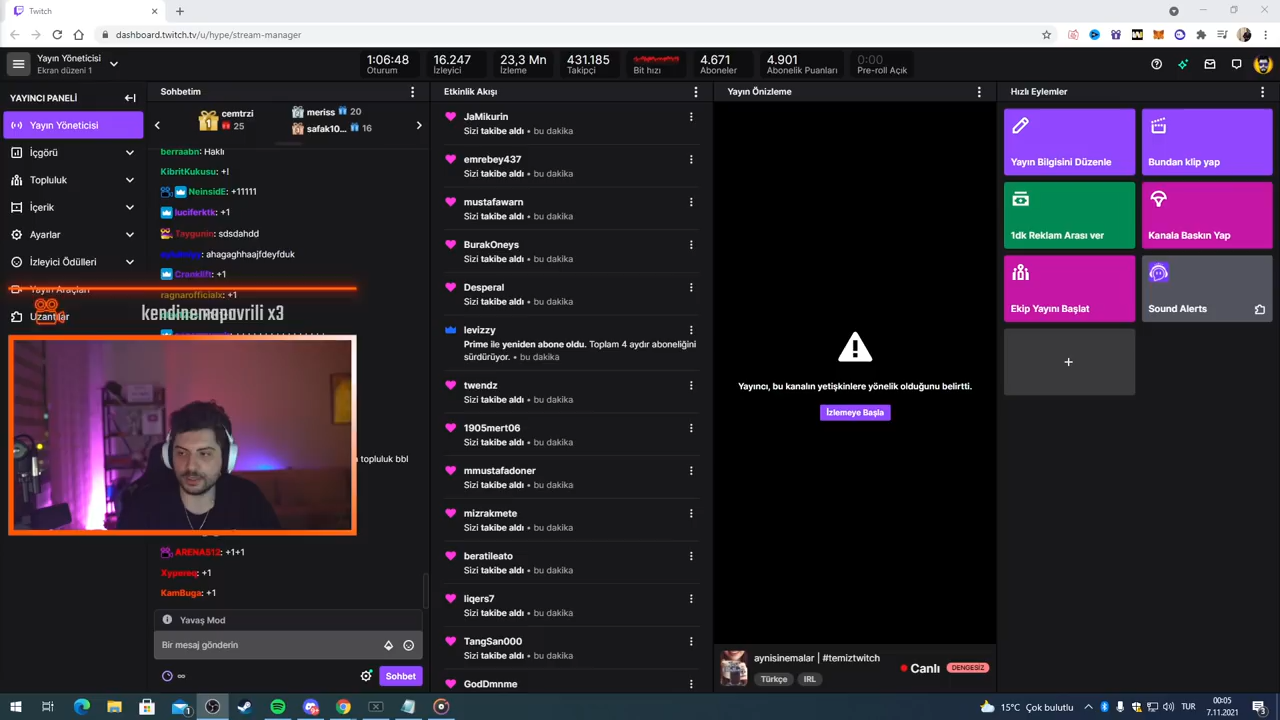 Twitch
dashboard.twitch.tv/u/hype/stream-manager
Yayın Yöneticisi
Ekran düzeni 1
1:06:48
Oturum
16.247
İzleyici
23,3 Mn
İzleme
431.185
Takipçi
Bit hızı
4.671
Aboneler
4.901
Abonelik Puanları
0:00
Pre-roll Açık
YAYINCI PANELİ
Yayın Yöneticisi
İçgörü
Topluluk
İçerik
Ayarlar
İzleyici Ödülleri
Yayın Araçları
Uzantılar
kendinemapavrili x3
Sohbetim
1
cemtrzi
25
meriss 20
safak10... 16
berraabn: Haklı
KibritKukusu: +!
NeinsidE: +11111
luciferktk: +1
Taygunin: sdsdahdd
: ahagaghhaajfdeyfduk
Cranklift: +1
ragnarofficialx: +1
topluluk bbl
ARENA512: +1+1
Xypereq: +1
KamBuga: +1
Yavaş Mod
Bir mesaj gönderin
Sohbet
Etkinlik Akışı
JaMikurin
Sizi takibe aldı • bu dakika
emrebey437
Sizi takibe aldı • bu dakika
mustafawarn
Sizi takibe aldı • bu dakika
BurakOneys
Sizi takibe aldı • bu dakika
Desperal
Sizi takibe aldı • bu dakika
levizzy
Prime ile yeniden abone oldu. Toplam 4 aydır aboneliğini
sürdürüyor. • bu dakika
twendz
Sizi takibe aldı • bu dakika
1905mert06
Sizi takibe aldı • bu dakika
mmustafadoner
Sizi takibe aldı • bu dakika
mizrakmete
Sizi takibe aldı • bu dakika
beratileato
Sizi takibe aldı • bu dakika
liqers7
Sizi takibe aldı • bu dakika
TangSan000
Sizi takibe aldı • bu dakika
GodDmnme
Yayın Önizleme
Yayıncı, bu kanalın yetişkinlere yönelik olduğunu belirtti.
İzlemeye Başla
aynisinemalar | #temiztwitch
Türkçe
IRL
Canlı
DENGESİZ
Hızlı Eylemler
Yayın Bilgisini Düzenle
Bundan klip yap
1dk Reklam Arası ver
Kanala Baskın Yap
Ekip Yayını Başlat
Sound Alerts
+
15°C Çok bulutlu
TUR
00:05
7.11.2021